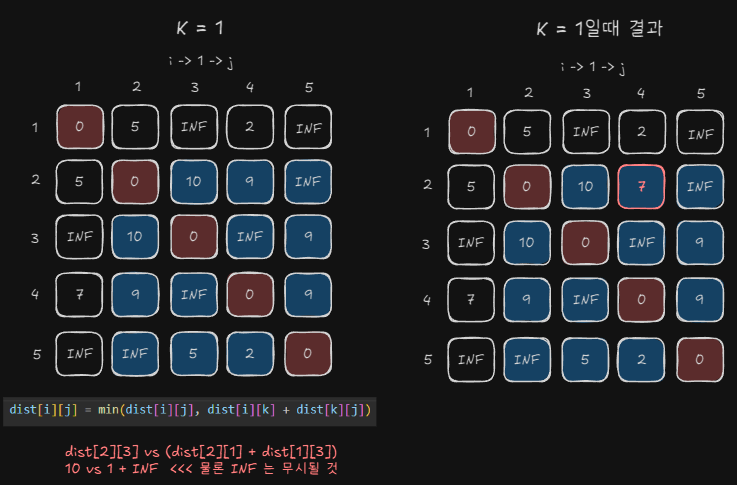 K = 1
i -> 1 -> j
1 2 3 4 5
1 0 5 INF 2 INF
2 5 0 10 9 INF
3 INF 10 0 INF 9
4 7 9 INF 0 9
5 INF INF 5 2 0
dist[i][j] = min(dist[i][j], dist[i][k] + dist[k][j])
dist[2][3] vs (dist[2][1] + dist[1][3])
10 vs 1 + INF <<< 물론 INF 는 무시될 것
K = 1일때 결과
i -> 1 -> j
1 2 3 4 5
1 0 5 INF 2 INF
2 5 0 10 7 INF
3 INF 10 0 INF 9
4 7 9 INF 0 9
5 INF INF 5 2 0